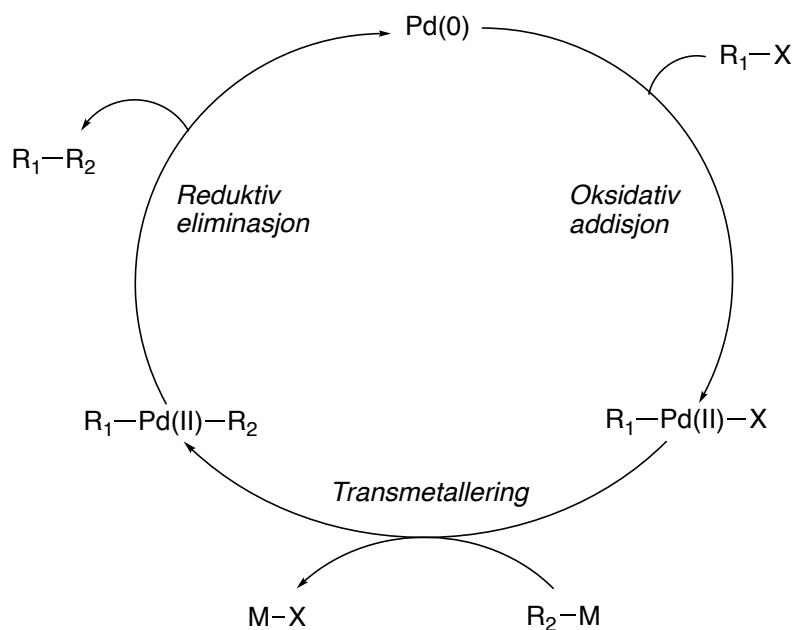 Pd(0)
R₁—X
R₁—R₂
Reduktiv
eliminasjon
Oksidativ
addisjon
R₁—Pd(II)—R₂
R₁—Pd(II)—X
Transmetallering
M–X
R₂—M